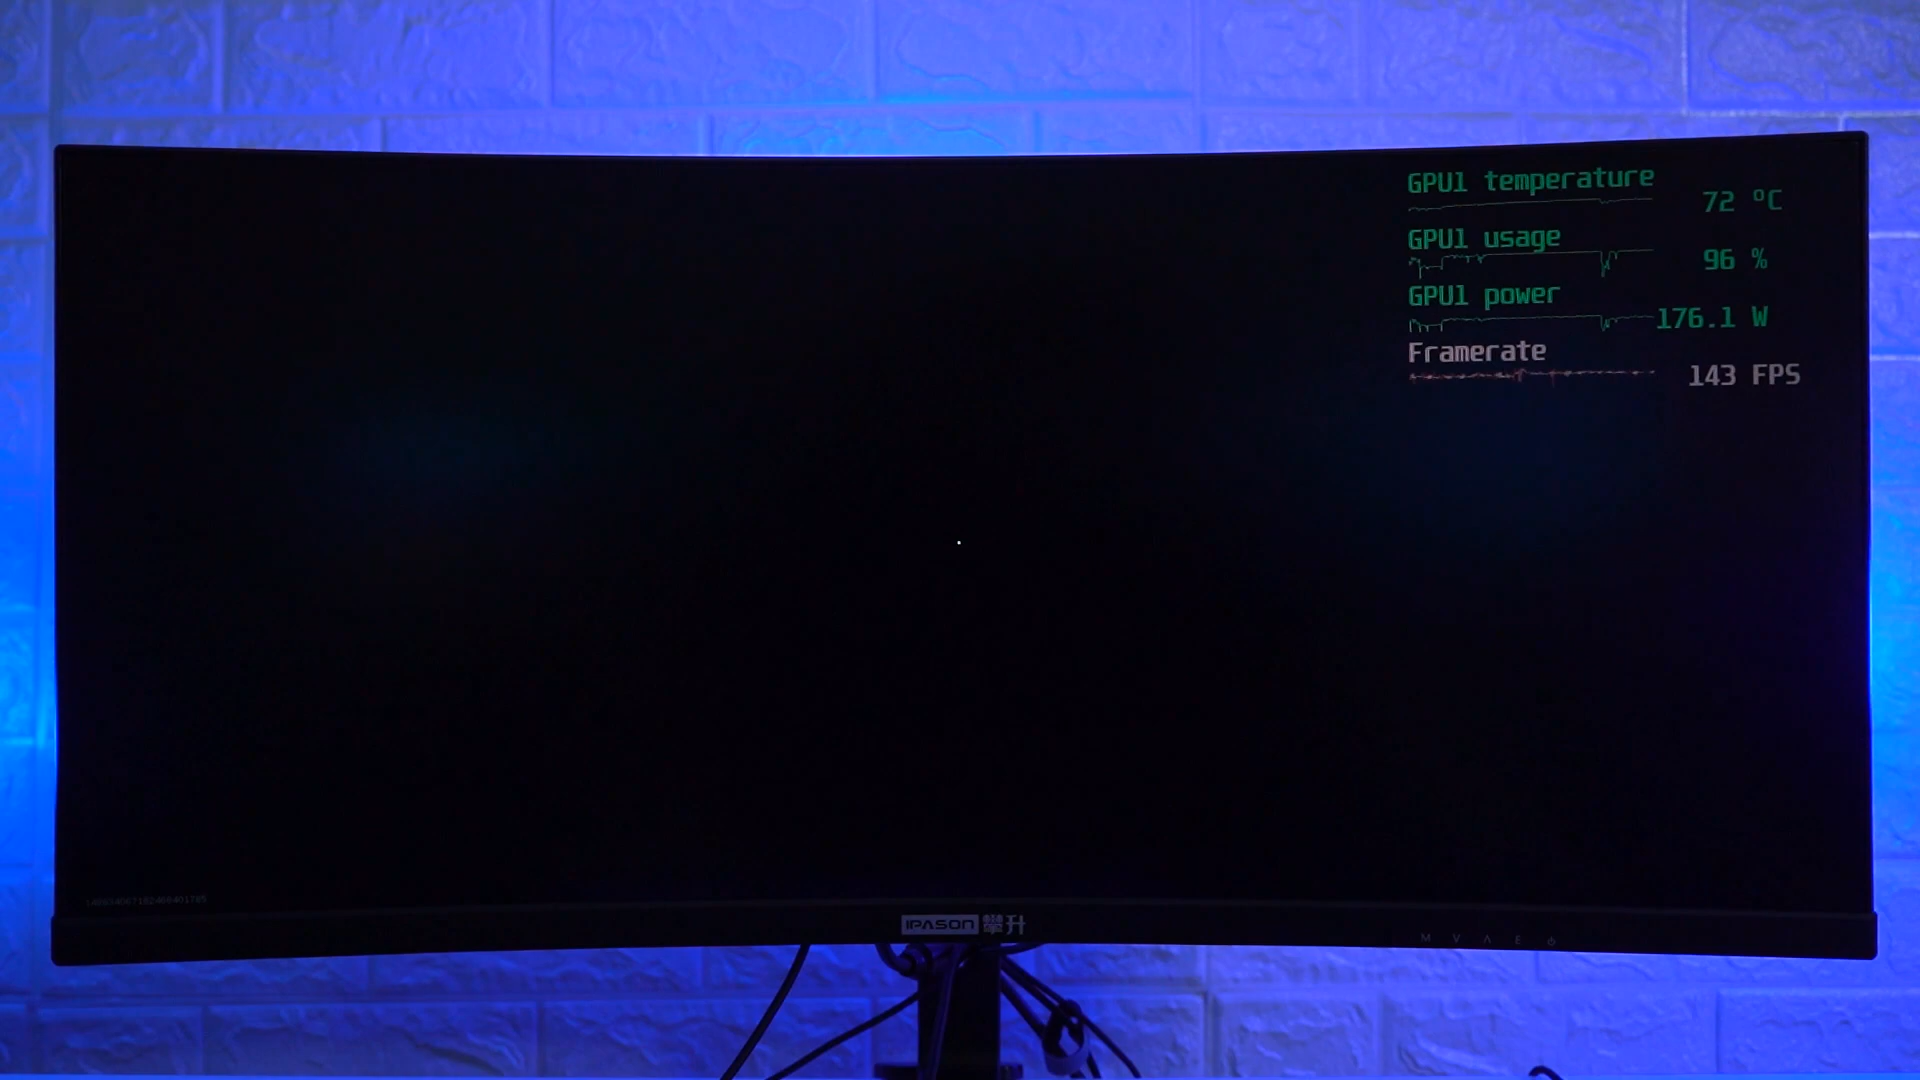 GPU1 temperature
72 °C
GPU1 usage
96 %
GPU1 power
176.1 W
Framerate
143 FPS
IPASON 攀升
M V Λ E